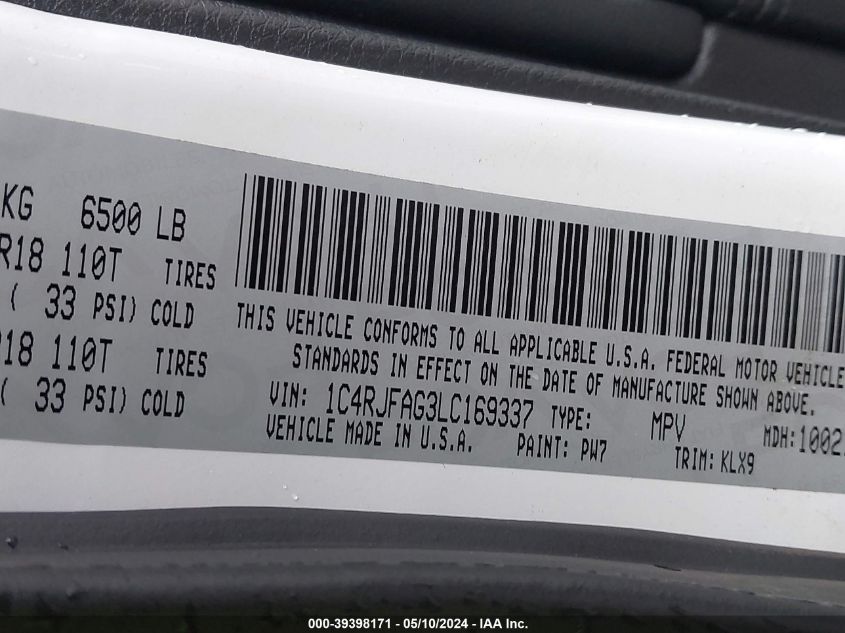 KG 6500 LB
R18 110T TIRES
( 33 PSI) COLD
18 110T TIRES
( 33 PSI) COLD
THIS VEHICLE CONFORMS TO ALL APPLICABLE U.S.A. FEDERAL MOTOR VEHICLE
STANDARDS IN EFFECT ON THE DATE OF MANUFACTURE SHOWN ABOVE.
VIN: 1C4RJFAG3LC169337 TYPE: MPV MDH: 1002
VEHICLE MADE IN U.S.A. PAINT: PW7 TRIM: KLX9
000-39398171 - 05/10/2024 - IAA Inc.